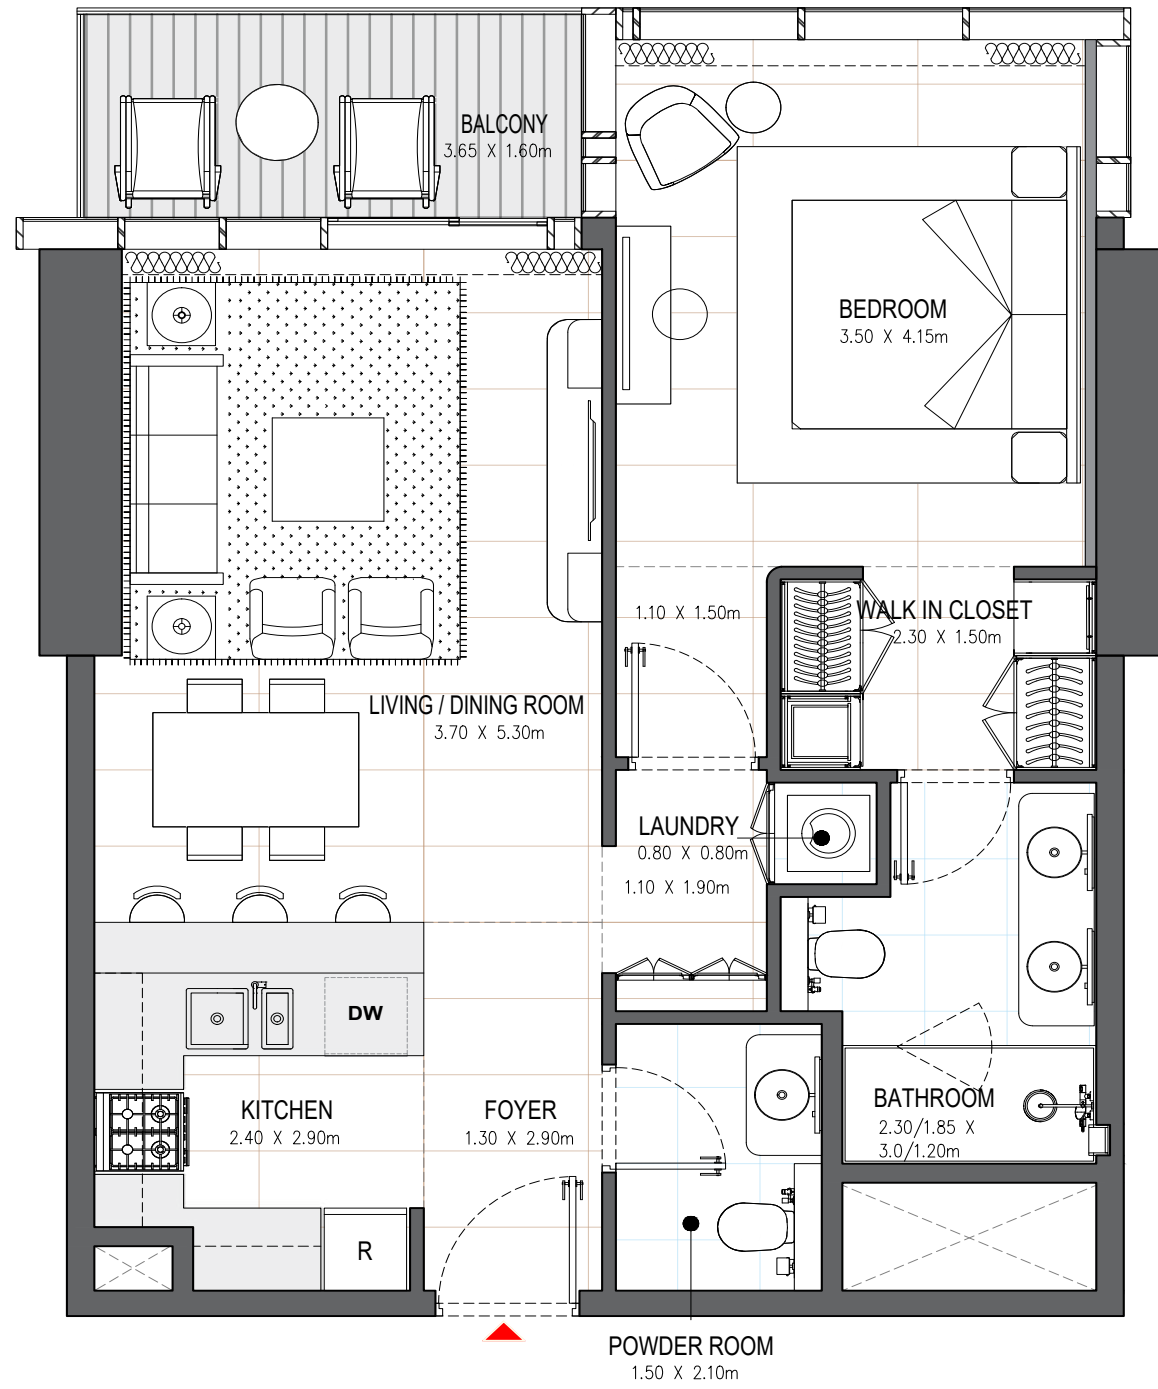 BALCONY
3.65 X 1.60m
BEDROOM
3.50 X 4.15m
1.10 X 1.50m
WALK IN CLOSET
2.30 X 1.50m
LIVING / DINING ROOM
3.70 X 5.30m
LAUNDRY
0.80 X 0.80m
1.10 X 1.90m
DW
KITCHEN
2.40 X 2.90m
FOYER
1.30 X 2.90m
BATHROOM
2.30/1.85 X
3.0/1.20m
R
POWDER ROOM
1.50 X 2.10m